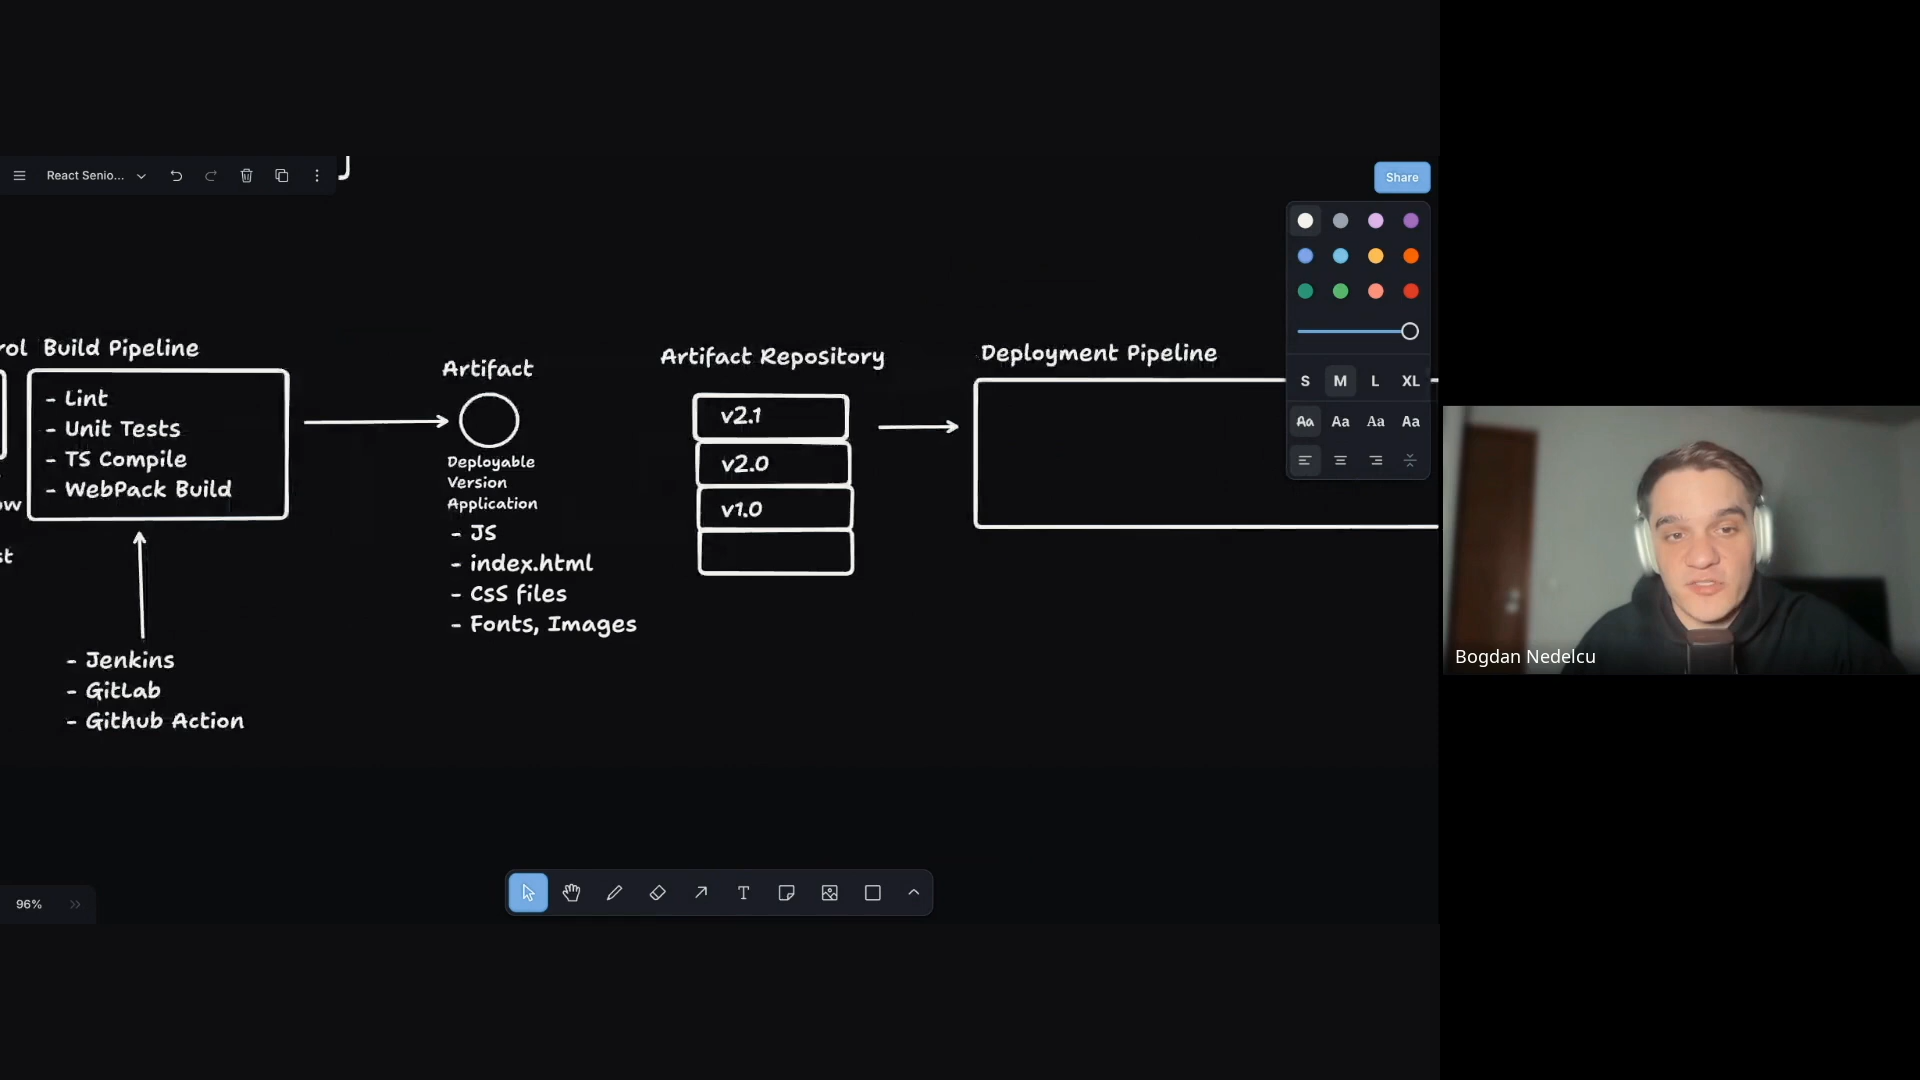 React Senio...
Share
S M L XL
Aa Aa Aa Aa
rol
Build Pipeline
- Lint
- Unit Tests
- TS Compile
- WebPack Build
ow
st
- Jenkins
- GitLab
- Github Action
Artifact
Deployable
Version
Application
- JS
- index.html
- CSS files
- Fonts, Images
Artifact Repository
v2.1
v2.0
v1.0
Deployment Pipeline
96%
T
Bogdan Nedelcu